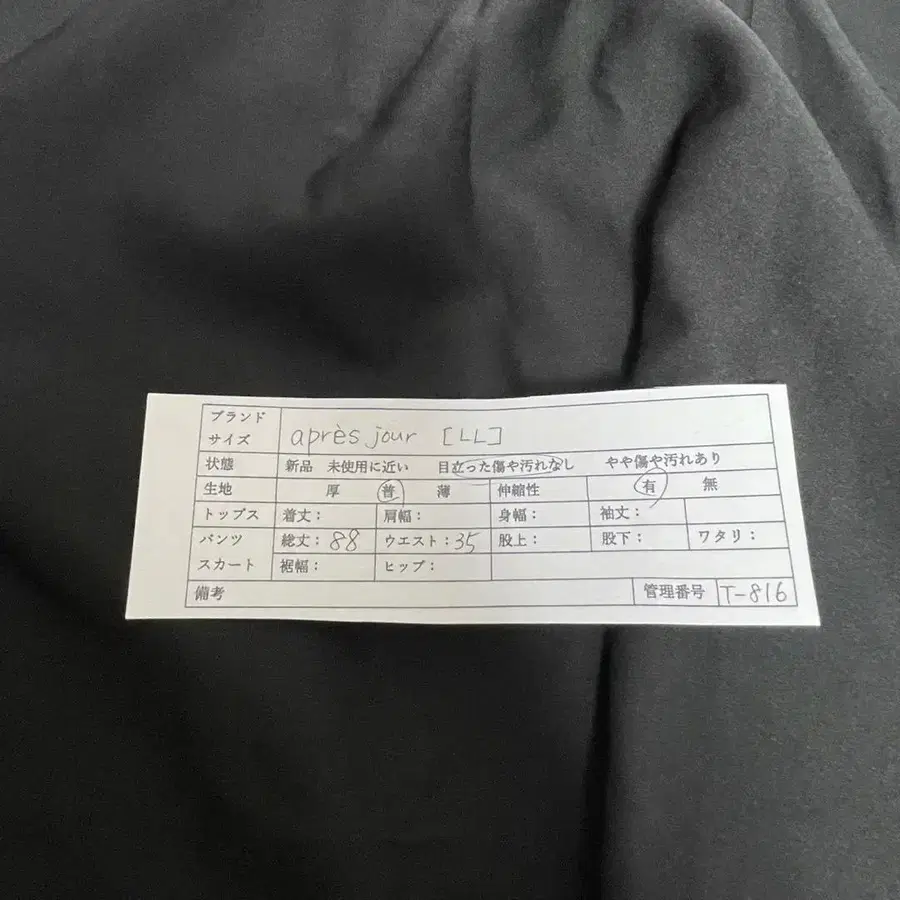 ブランド
サイズ après jour [LL]
状態 新品 未使用に近い 目立った傷や汚れなし やや傷や汚れあり
生地 厚 普 薄 伸縮性 有 無
トップス 着丈: 肩幅: 身幅: 袖丈:
パンツ 総丈: 88 ウエスト: 35 股上: 股下: ワタリ:
スカート 裾幅: ヒップ:
備考 管理番号 T-816